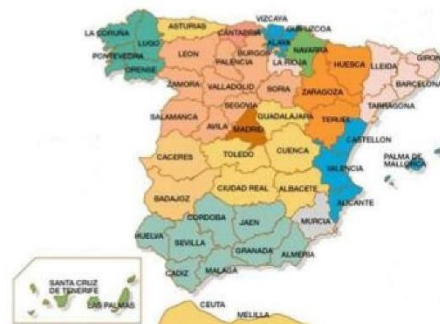 LA CORUÑA
LUGO
PONTEVEDRA
ORENSE
ASTURIAS
CANTABRIA
VIZCAYA
GUIPUZCOA
ALAVA
NAVARRA
LEON
PALENCIA
BURGOS
LA RIOJA
HUESCA
LLEIDA
GIRON
BARCELONA
TARRAGONA
ZAMORA
VALLADOLID
SORIA
ZARAGOZA
SEGOVIA
SALAMANCA
AVILA
MADRID
GUADALAJARA
TERUEL
CASTELLON
CACERES
TOLEDO
CUENCA
VALENCIA
PALMA DE
MALLORCA
BADAJOZ
CIUDAD REAL
ALBACETE
ALICANTE
MURCIA
CORDOBA
JAEN
HUELVA
SEVILLA
GRANADA
ALMERIA
CADIZ
MALAGA
SANTA CRUZ
DE TENERIFE
LAS PALMAS
CEUTA
MELILLA